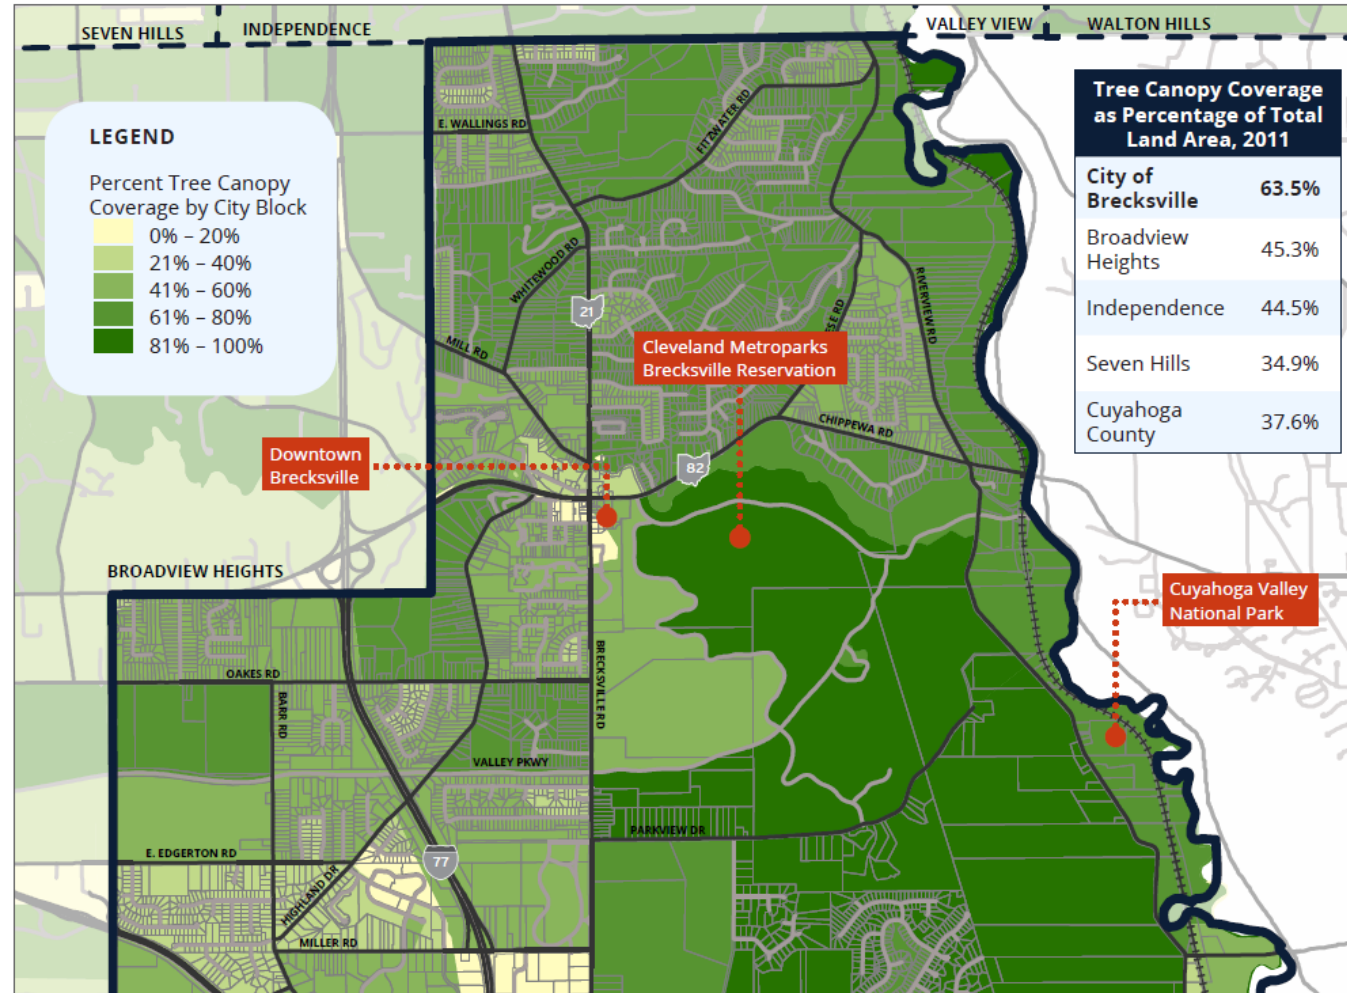 SEVEN HILLS
INDEPENDENCE
VALLEY VIEW
WALTON HILLS
LEGEND
Percent Tree Canopy
Coverage by City Block
0% – 20%
21% – 40%
41% – 60%
61% – 80%
81% – 100%
Tree Canopy Coverage
as Percentage of Total
Land Area, 2011
City of
Brecksville
63.5%
Broadview
Heights
45.3%
Independence 44.5%
Seven Hills 34.9%
Cuyahoga
County
37.6%
E. WALLINGS RD
FITZWATER RD
WHITEWOOD RD
21
MILL RD
RIVERVIEW RD
Cleveland Metroparks
Brecksville Reservation
CHIPPEWA RD
Downtown
Brecksville
82
BROADVIEW HEIGHTS
Cuyahoga Valley
National Park
OAKES RD
BARR RD
BRECKSVILLE RD
VALLEY PKWY
PARKVIEW DR
E. EDGERTON RD
77
HIGHLAND DR
MILLER RD